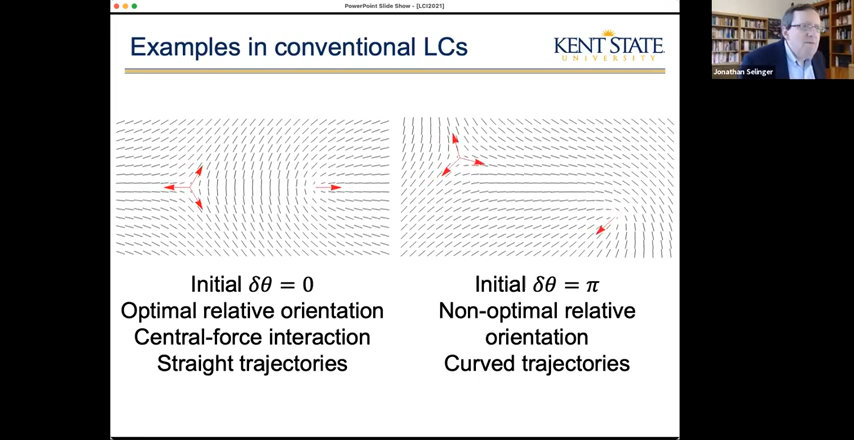 PowerPoint Slide Show - [LCI2021]
Examples in conventional LCs
KENT STATE
UNIVERSITY
Jonathan Selinger
Initial δθ = 0
Optimal relative orientation
Central-force interaction
Straight trajectories
Initial δθ = π
Non-optimal relative
orientation
Curved trajectories